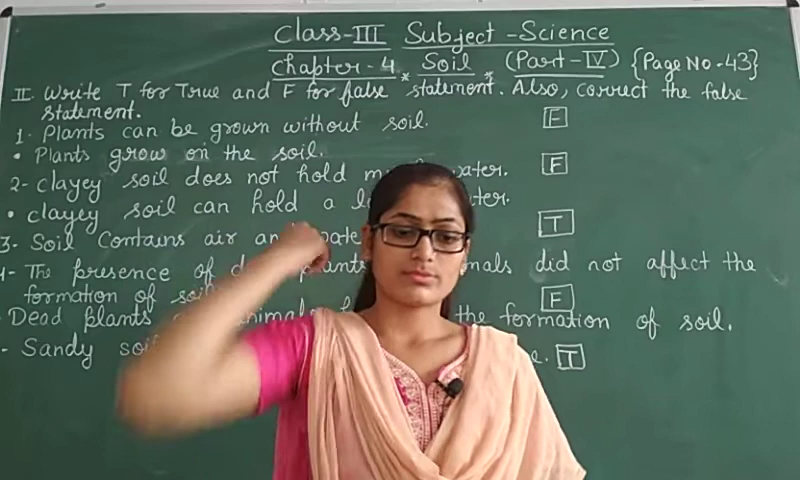 Class-III Subject -Science
Chapter-4 * Soil * (Part-IV) {Page No.-43}
II. Write T for True and F for false statement. Also, correct the false
statement.
1- Plants can be grown without soil. F
• Plants grow on the soil.
2- Clayey soil does not hold water. F
• Clayey soil can hold a
3- Soil Contains air an T
4- The presence of did not affect the
formation of F
Dead plants the formation of soil.
- Sandy T